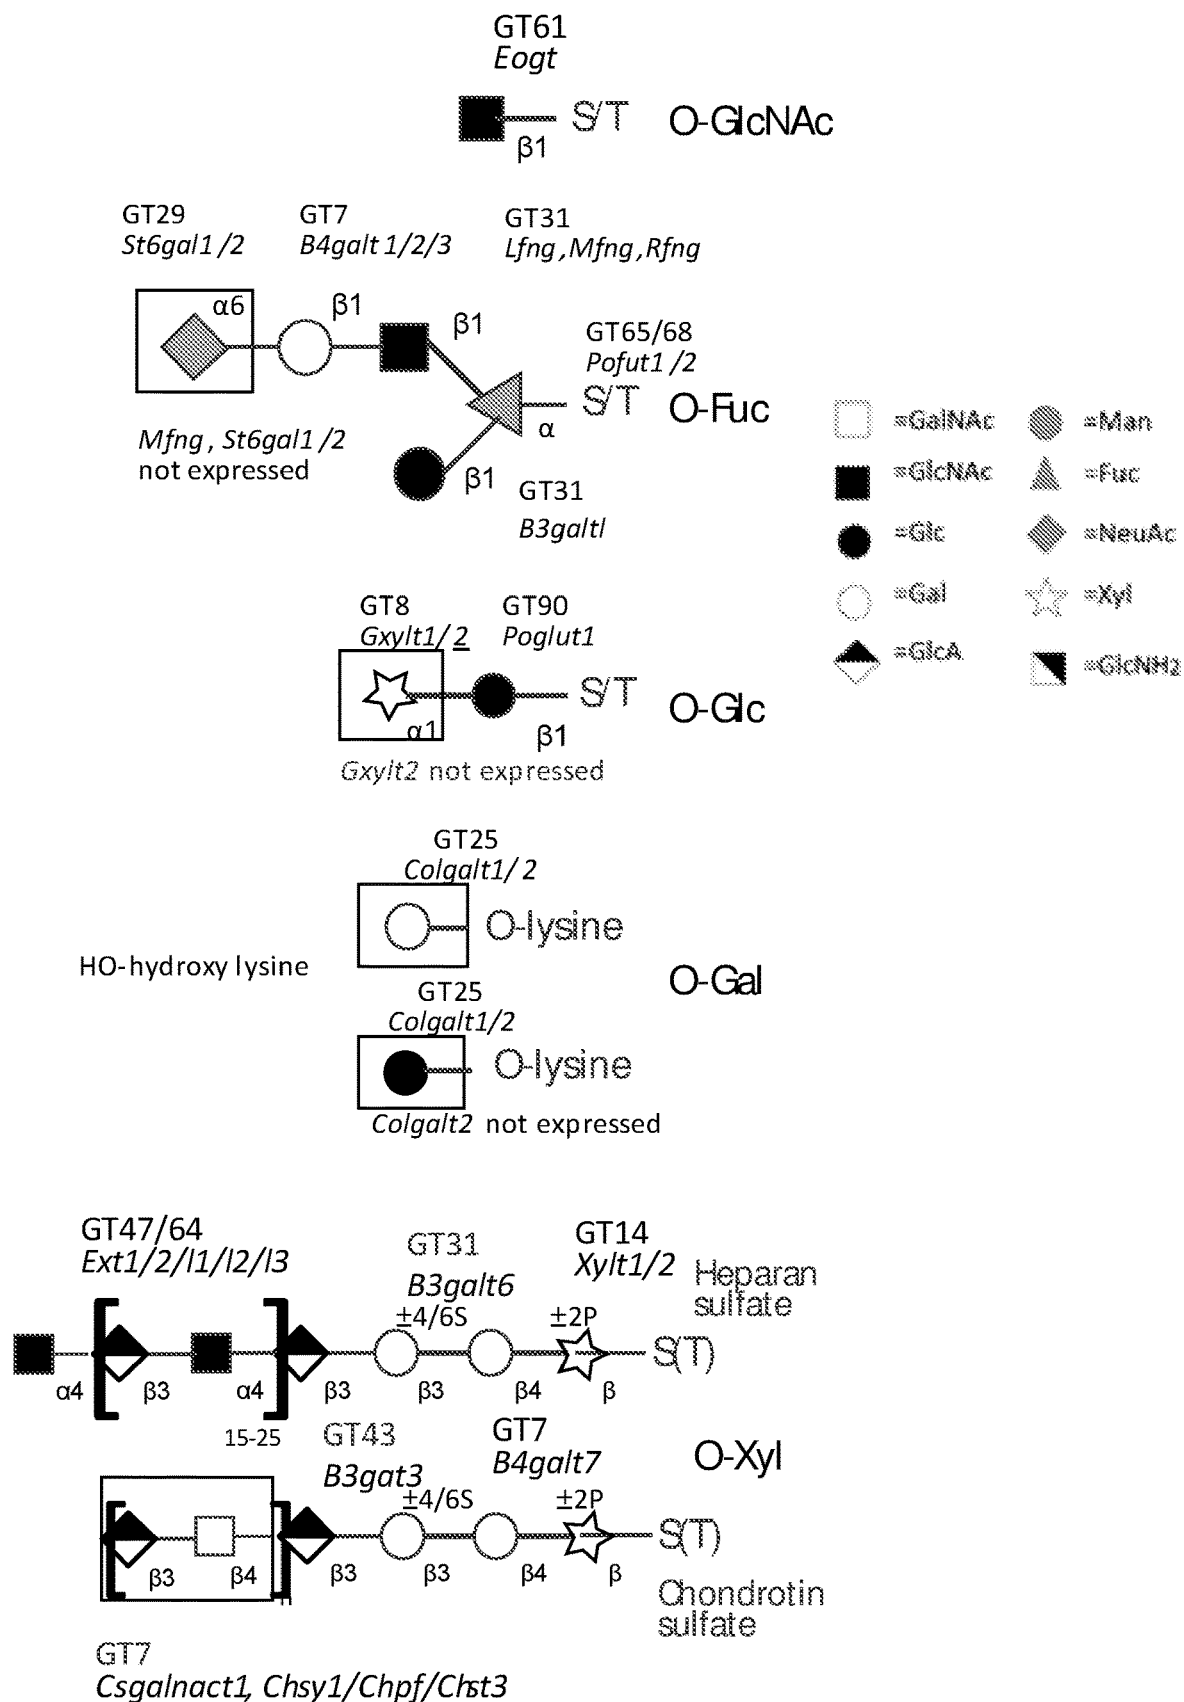 GT61
Eogt
S/T O-GlcNAc
β1
GT29 GT7 GT31
St6gal1/2 B4galt 1/2/3 Lfng,Mfng,Rfng
α6 β1 β1
GT65/68
Pofut1/2
S/T O-Fuc
α
Mfng, St6gal1/2
not expressed
β1
GT31
B3galtl
=GalNAc =Man
=GlcNAc =Fuc
=Glc =NeuAc
=Gal =Xyl
=GlcA =GlcNH2
GT8 GT90
Gxylt1/2 Poglut1
S/T O-Glc
α1 β1
Gxylt2 not expressed
GT25
Colgalt1/2
O-lysine
HO-hydroxy lysine O-Gal
GT25
Colgalt1/2
O-lysine
Colgalt2 not expressed
GT47/64 GT31 GT14
Ext1/2/l1/l2/l3 B3galt6 Xylt1/2
Heparan
sulfate
±4/6S ±2P
S(T)
α4 β3 α4 β3 β3 β4 β
15-25
GT43 GT7
B3gat3 B4galt7 O-Xyl
±4/6S ±2P
S(T)
β3 β4 β3 β3 β4 β
n
Chondrotin
sulfate
GT7
Csgalnact1, Chsy1/Chpf/Chst3